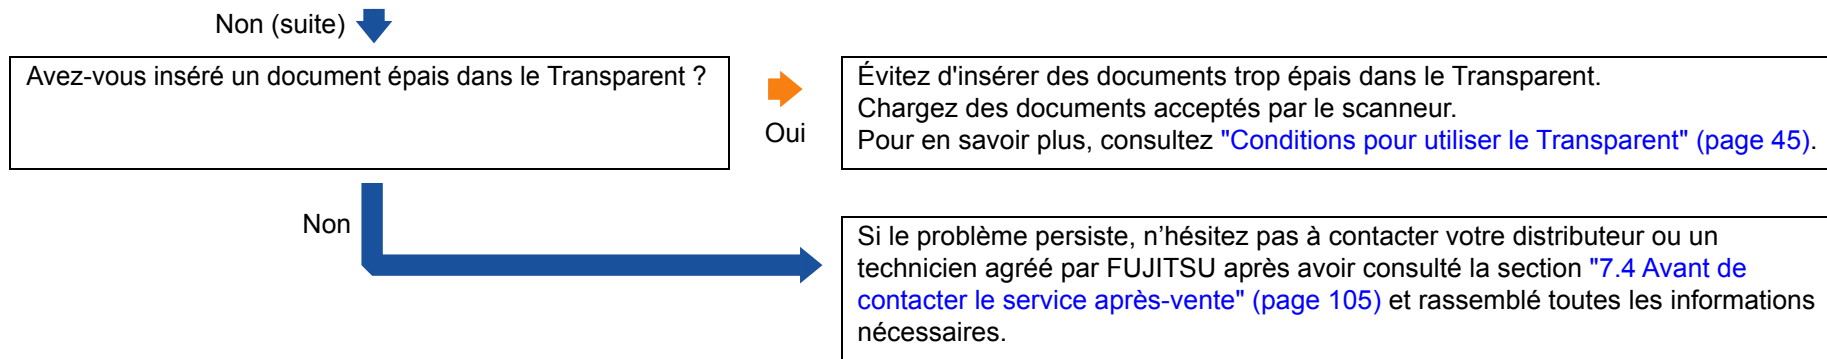 Non (suite)
Avez-vous inséré un document épais dans le Transparent ?
Oui
Évitez d'insérer des documents trop épais dans le Transparent.
Chargez des documents acceptés par le scanneur.
Pour en savoir plus, consultez "Conditions pour utiliser le Transparent" (page 45).
Non
Si le problème persiste, n’hésitez pas à contacter votre distributeur ou un
technicien agréé par FUJITSU après avoir consulté la section "7.4 Avant de
contacter le service après-vente" (page 105) et rassemblé toutes les informations
nécessaires.